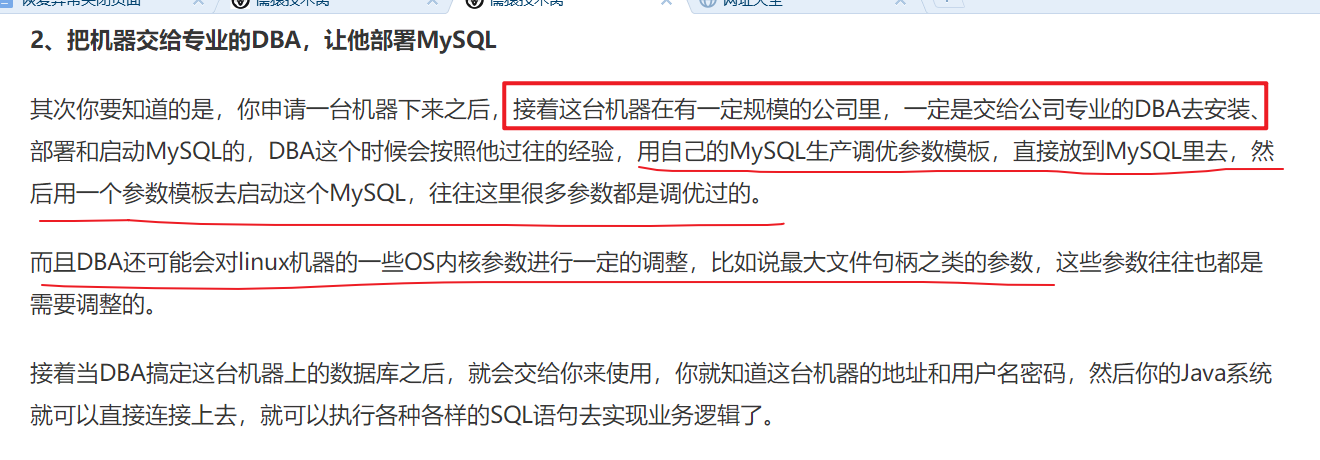 恢复异常关闭页面
儒猿技术窝
儒猿技术窝
网址大全
2、把机器交给专业的DBA，让他部署MySQL
其次你要知道的是，你申请一台机器下来之后，接着这台机器在有一定规模的公司里，一定是交给公司专业的DBA去安装、
部署和启动MySQL的，DBA这个时候会按照他过往的经验，用自己的MySQL生产调优参数模板，直接放到MySQL里去，然
后用一个参数模板去启动这个MySQL，往往这里很多参数都是调优过的。
而且DBA还可能会对linux机器的一些OS内核参数进行一定的调整，比如说最大文件句柄之类的参数，这些参数往往也都是
需要调整的。
接着当DBA搞定这台机器上的数据库之后，就会交给你来使用，你就知道这台机器的地址和用户名密码，然后你的Java系统
就可以直接连接上去，就可以执行各种各样的SQL语句去实现业务逻辑了。